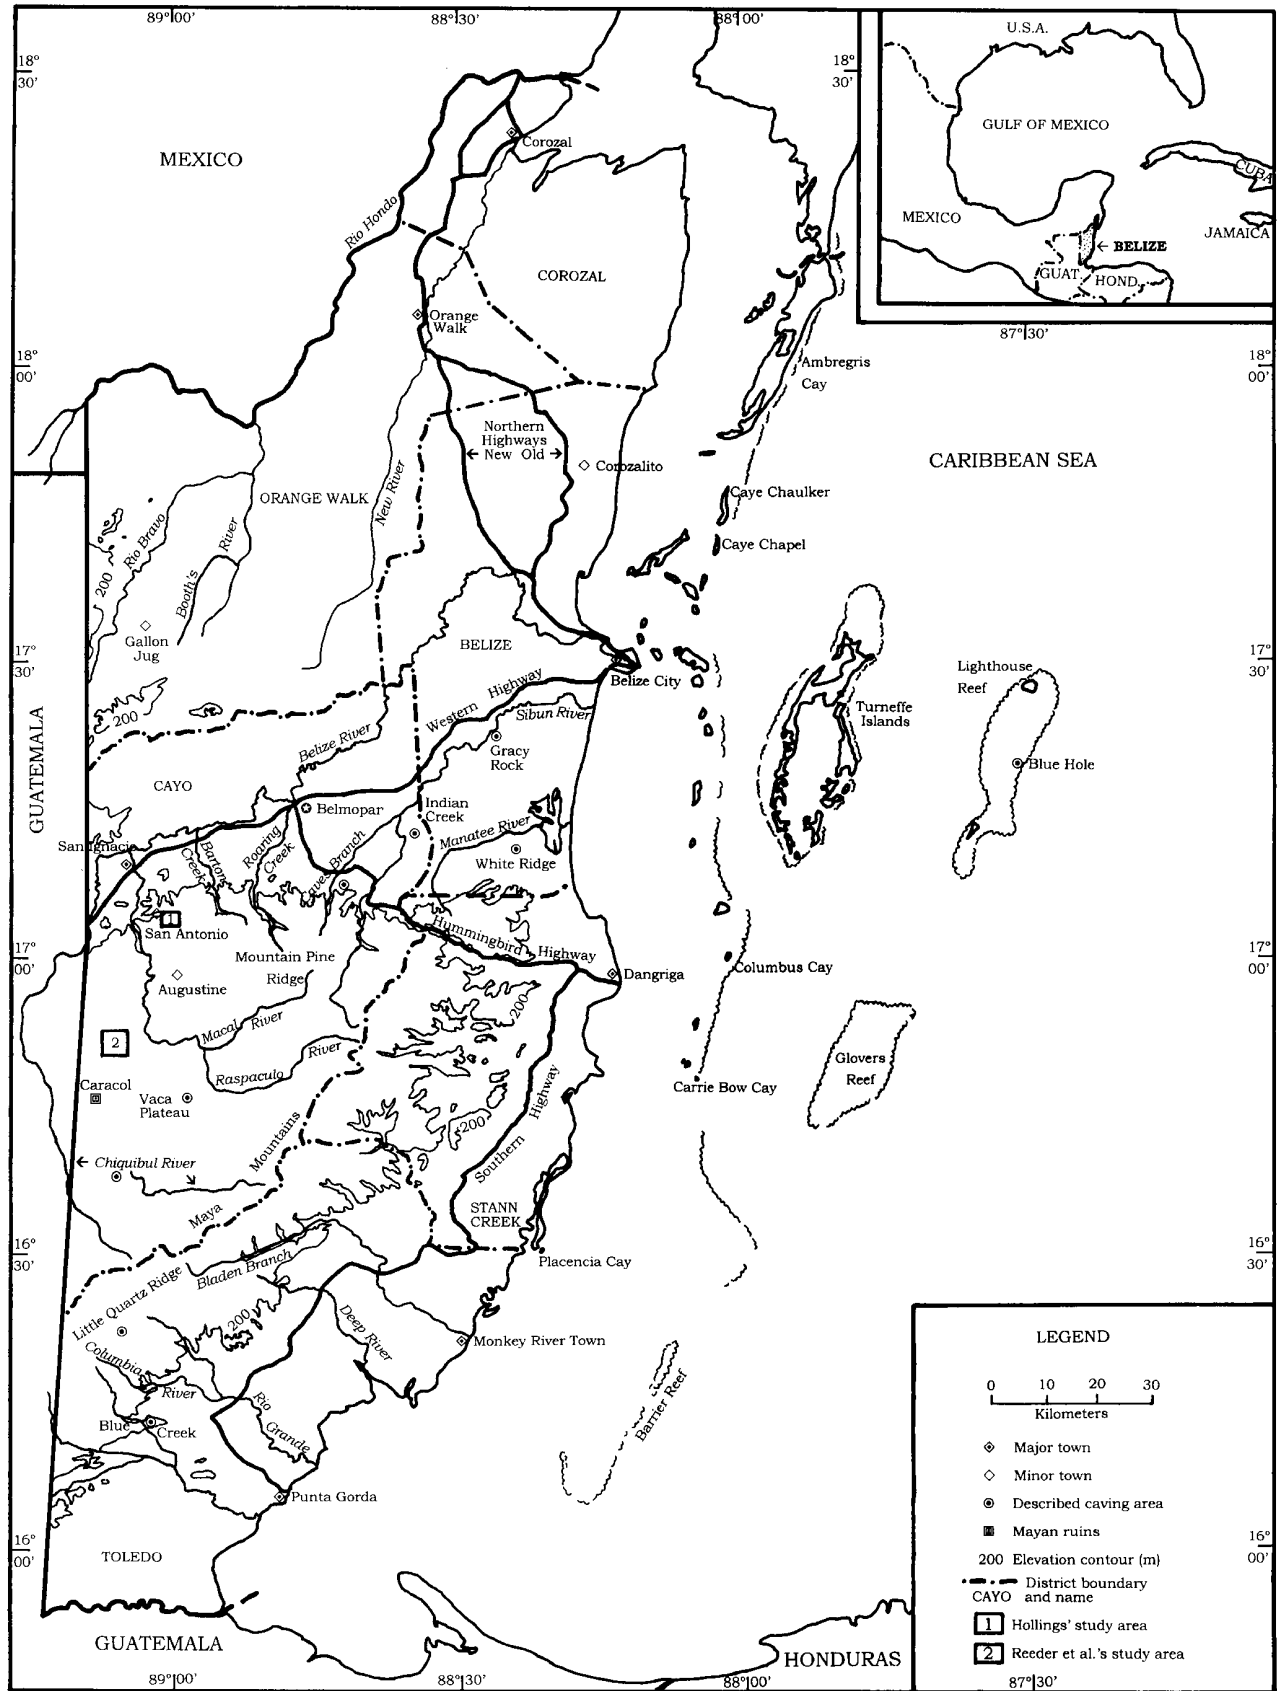 89°00'
88°30'
88°00'
18°
30'
18°
30'
U.S.A.
GULF OF MEXICO
CUBA
MEXICO
JAMAICA
← BELIZE
GUAT.
HOND.
87°30'
MEXICO
Corozal
Rio Hondo
COROZAL
Orange
Walk
18°
00'
18°
00'
Ambregris
Cay
Northern
Highways
← New Old →
Corozalito
CARIBBEAN SEA
ORANGE WALK
New River
Caye Chaulker
Rio Bravo
Booth's
River
Caye Chapel
200
Gallon
Jug
BELIZE
17°
30'
17°
30'
Belize City
Lighthouse
Reef
200
Western Highway
Sibun River
Turneffe
Islands
Belize River
Gracy
Rock
Blue Hole
GUATEMALA
CAYO
Belmopar
Indian
Creek
San Ignacio
Barton
Creek
Roaring
Creek
Caves Branch
Manatee River
White Ridge
1
San Antonio
Hummingbird Highway
Mountain Pine
Ridge
17°
00'
17°
00'
Augustine
Dangriga
Columbus Cay
200
Macal River
2
Raspaculo River
Glovers
Reef
Caracol
Vaca
Plateau
Carrie Bow Cay
200
Southern Highway
← Chiquibul River
Maya Mountains
STANN
CREEK
16°
30'
16°
30'
Placencia Cay
Bladen Branch
Little Quartz Ridge
200
Deep River
Monkey River Town
Columbia
River
Rio
Grande
Blue
Creek
Barrier Reef
Punta Gorda
16°
00'
16°
00'
TOLEDO
GUATEMALA
HONDURAS
LEGEND
0 10 20 30
Kilometers
Major town
Minor town
Described caving area
Mayan ruins
200 Elevation contour (m)
District boundary
CAYO and name
1 Hollings' study area
2 Reeder et al.'s study area
89°00'
88°30'
88°00'
87°30'